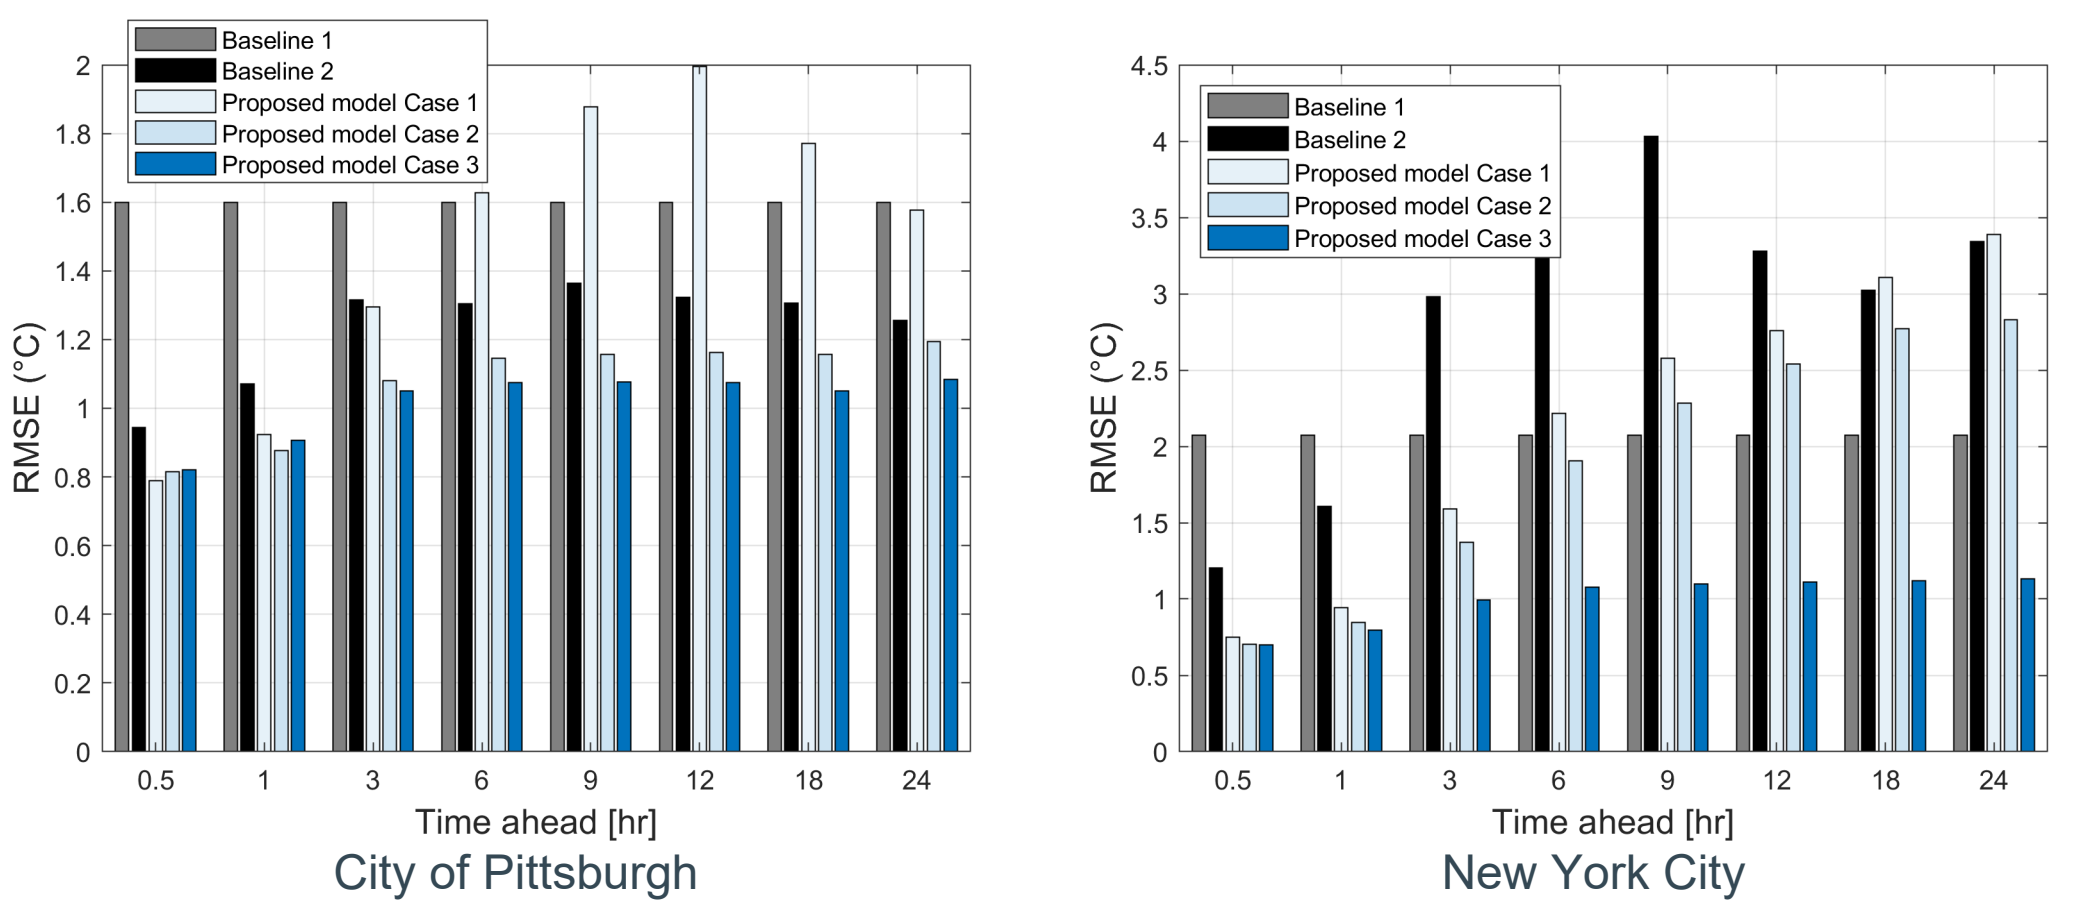 Baseline 1
Baseline 2
Proposed model Case 1
Proposed model Case 2
Proposed model Case 3
2
1.8
1.6
1.4
1.2
1
0.8
0.6
0.4
0.2
0
RMSE (°C)
0.5 1 3 6 9 12 18 24
Time ahead [hr]
City of Pittsburgh
Baseline 1
Baseline 2
Proposed model Case 1
Proposed model Case 2
Proposed model Case 3
4.5
4
3.5
3
2.5
2
1.5
1
0.5
0
RMSE (°C)
0.5 1 3 6 9 12 18 24
Time ahead [hr]
New York City